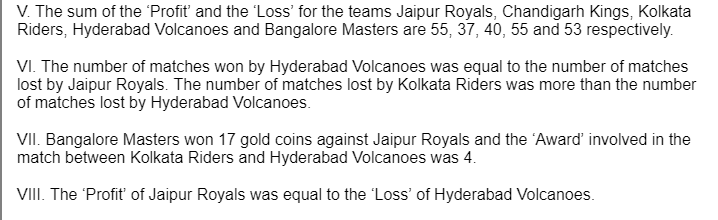 V. The sum of the ‘Profit’ and the ‘Loss’ for the teams Jaipur Royals, Chandigarh Kings, Kolkata
Riders, Hyderabad Volcanoes and Bangalore Masters are 55, 37, 40, 55 and 53 respectively.
VI. The number of matches won by Hyderabad Volcanoes was equal to the number of matches
lost by Jaipur Royals. The number of matches lost by Kolkata Riders was more than the number
of matches lost by Hyderabad Volcanoes.
VII. Bangalore Masters won 17 gold coins against Jaipur Royals and the ‘Award’ involved in the
match between Kolkata Riders and Hyderabad Volcanoes was 4.
VIII. The ‘Profit’ of Jaipur Royals was equal to the ‘Loss’ of Hyderabad Volcanoes.